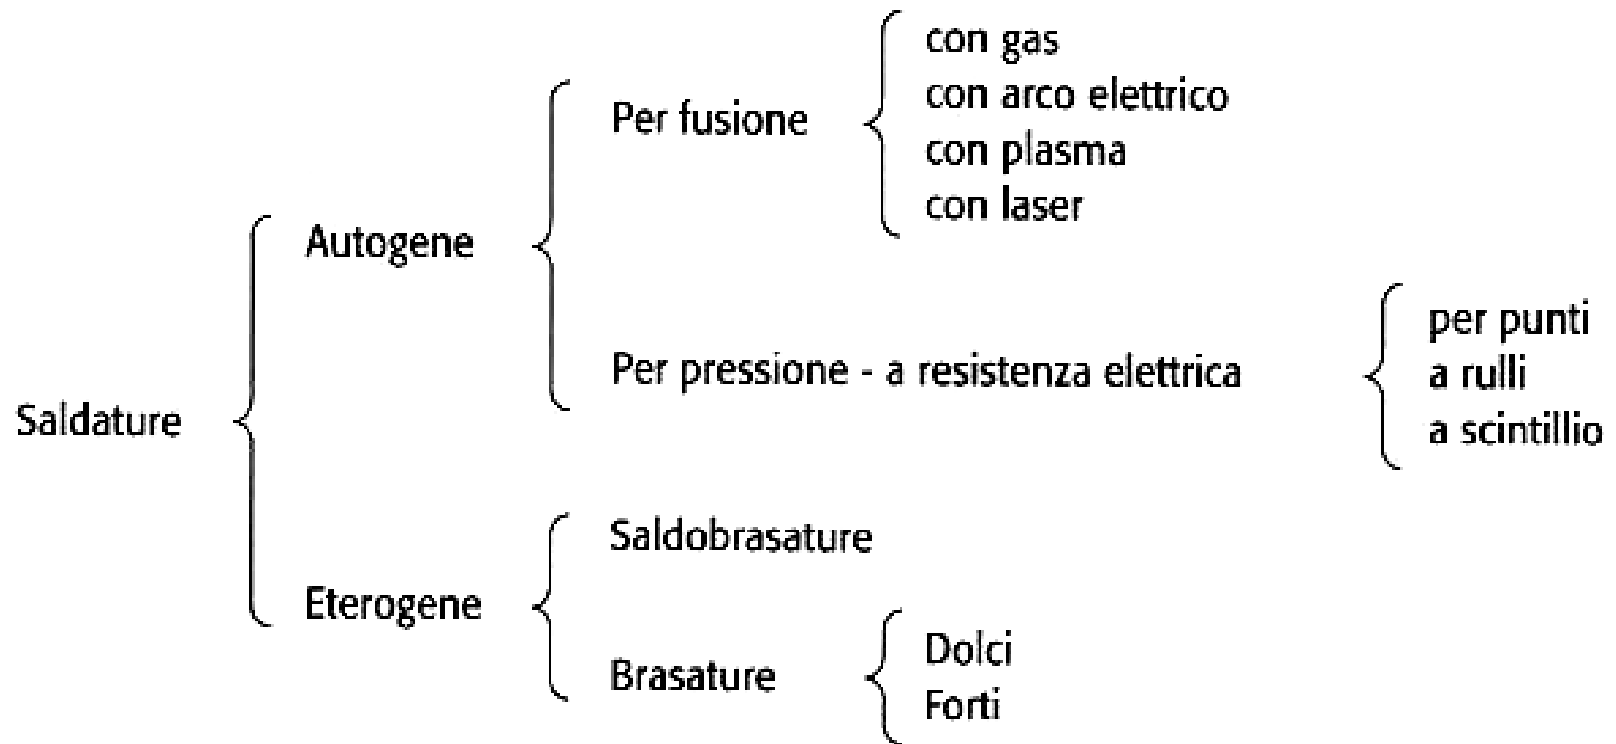 Saldature
Autogene
Per fusione
con gas
con arco elettrico
con plasma
con laser
Per pressione - a resistenza elettrica
per punti
a rulli
a scintillio
Eterogene
Saldobrasature
Brasature
Dolci
Forti